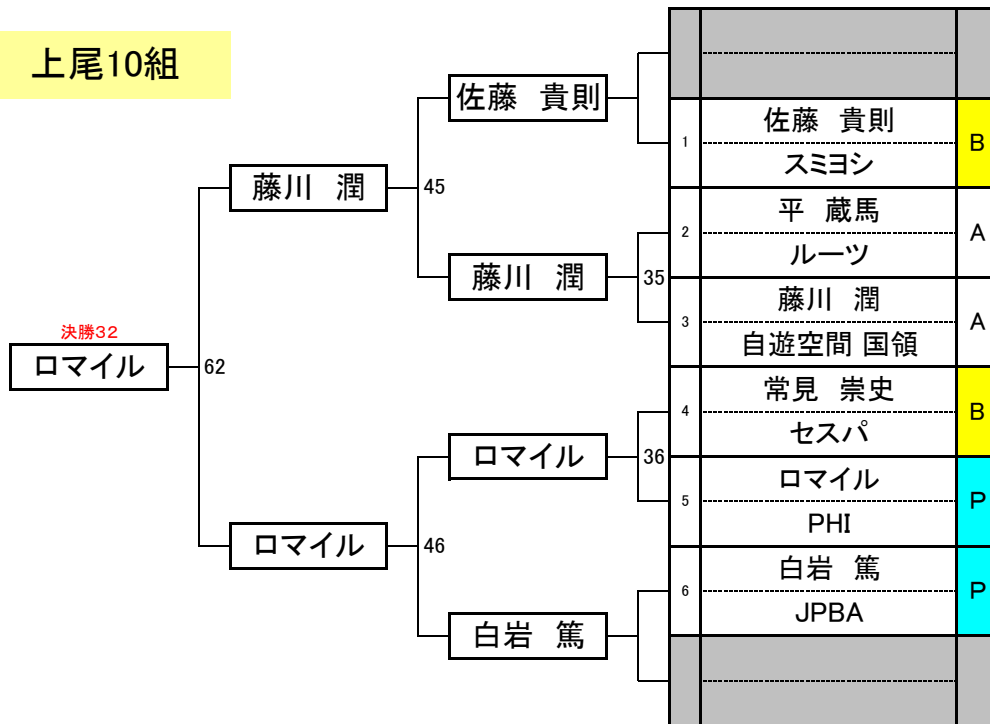 上尾10組
佐藤　貴則
藤川　潤
45
藤川　潤
35
決勝32
ロマイル
62
ロマイル
36
ロマイル
46
白岩　篤
1
佐藤　貴則
スミヨシ
B
2
平　蔵馬
ルーツ
A
3
藤川　潤
自遊空間 国領
A
4
常見　崇史
セスパ
B
5
ロマイル
PHI
P
6
白岩　篤
JPBA
P